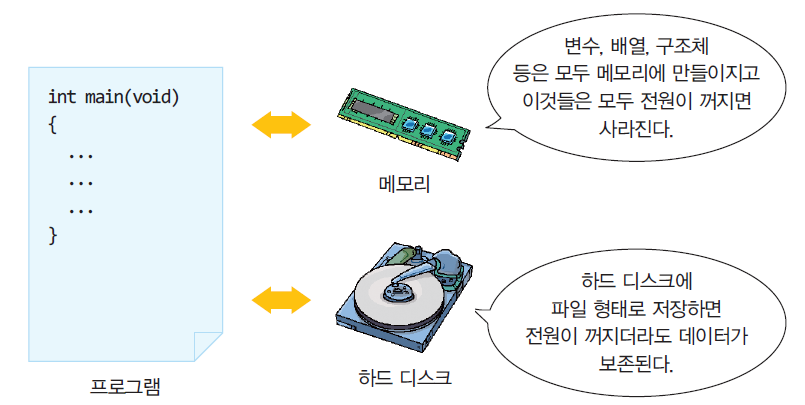 int main(void)
{
...
...
...
}
프로그램
메모리
변수, 배열, 구조체
등은 모두 메모리에 만들이지고
이것들은 모두 전원이 꺼지면
사라진다.
하드 디스크
하드 디스크에
파일 형태로 저장하면
전원이 꺼지더라도 데이터가
보존된다.